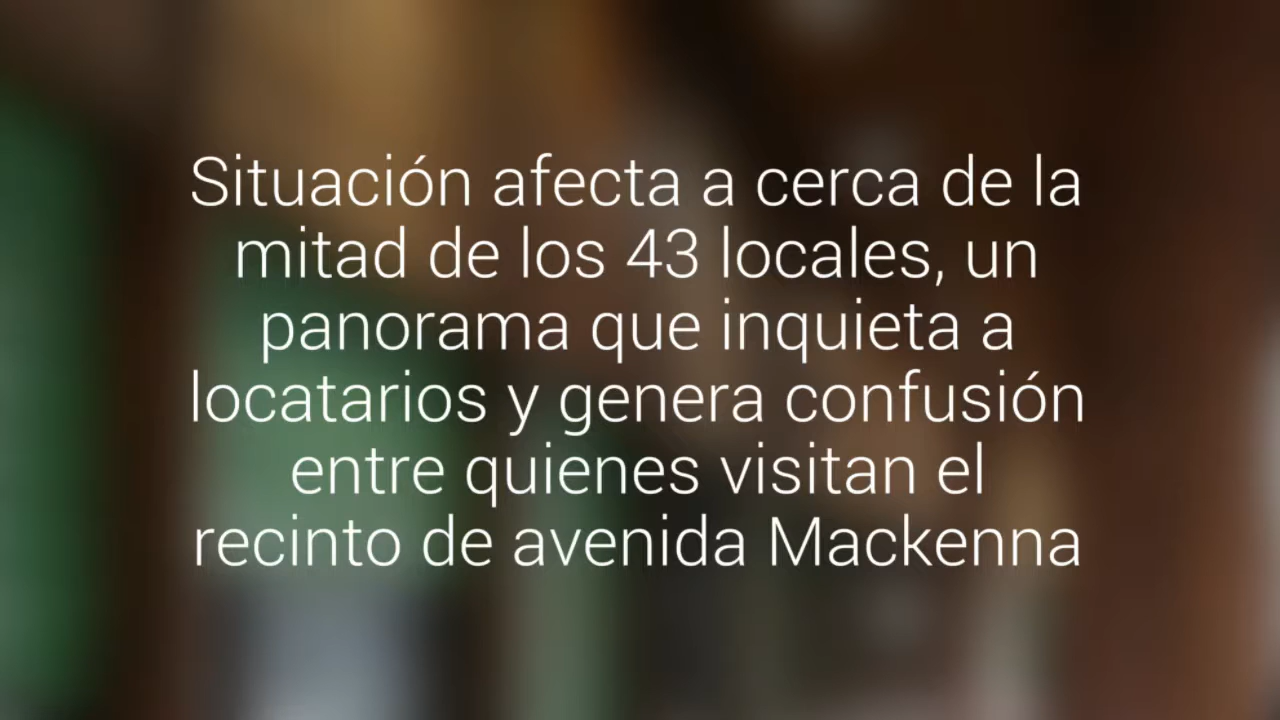 Situación afecta a cerca de la
mitad de los 43 locales, un
panorama que inquieta a
locatarios y genera confusión
entre quienes visitan el
recinto de avenida Mackenna